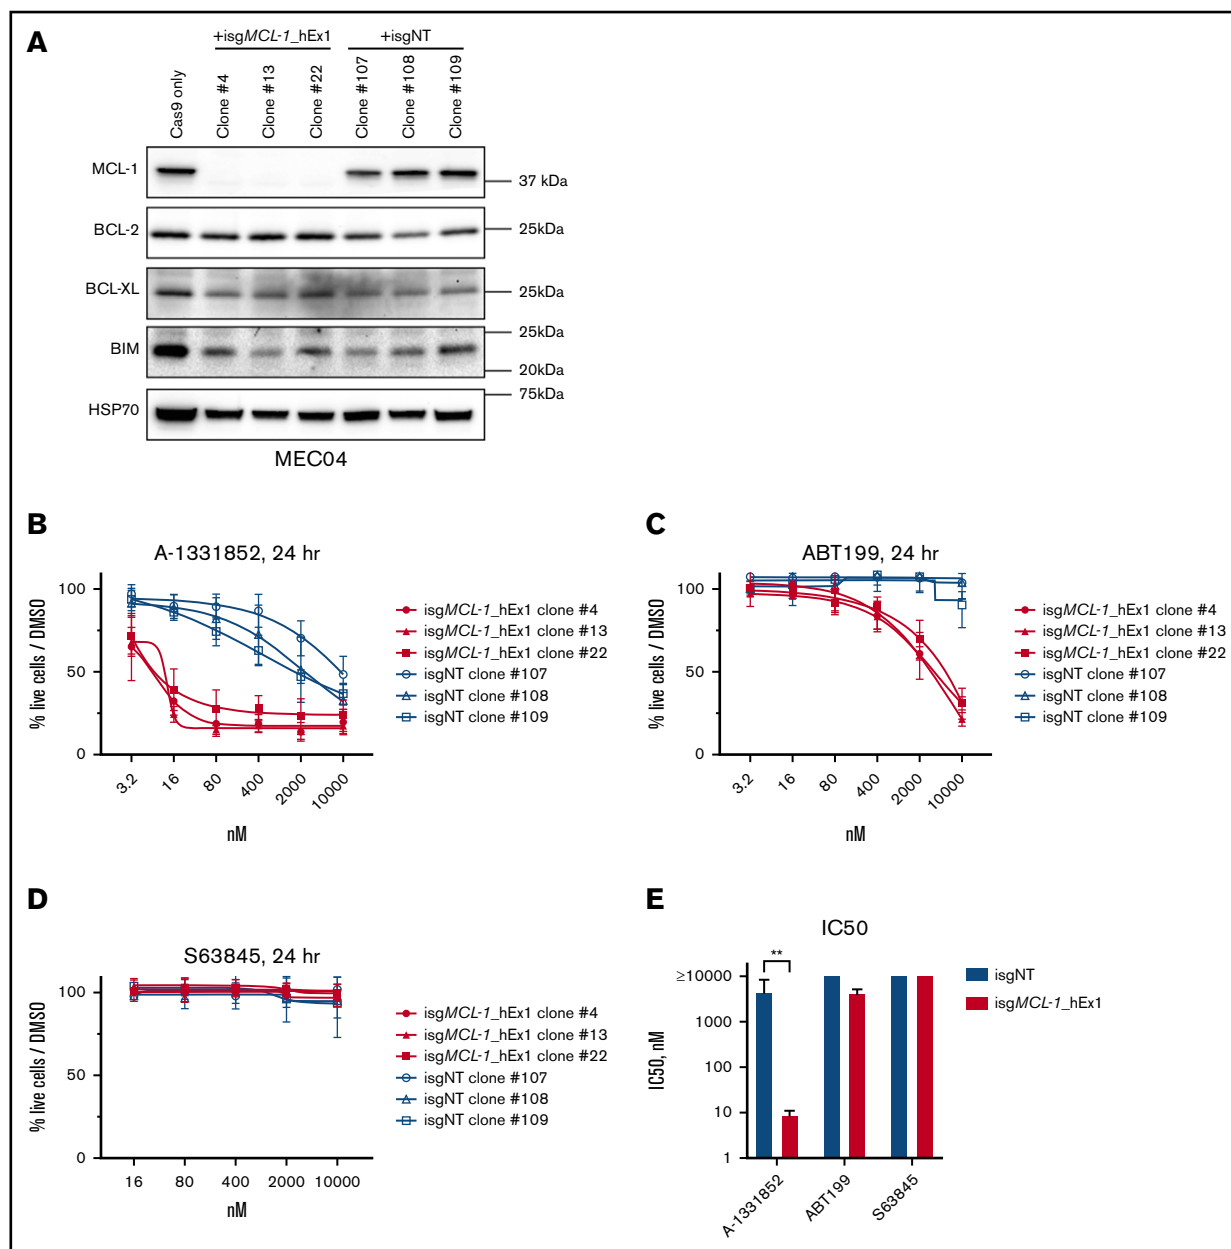 A
+isgMCL-1_hEx1
+isgNT
Cas9 only
Clone #4
Clone #13
Clone #22
Clone #107
Clone #108
Clone #109
MCL-1
37 kDa
BCL-2
25kDa
BCL-XL
25kDa
BIM
25kDa
20kDa
HSP70
75kDa
MEC04
B
A-1331852, 24 hr
% live cells / DMSO
100
50
0
3.2
16
80
400
2000
10000
nM
isgMCL-1_hEx1 clone #4
isgMCL-1_hEx1 clone #13
isgMCL-1_hEx1 clone #22
isgNT clone #107
isgNT clone #108
isgNT clone #109
C
ABT199, 24 hr
% live cells / DMSO
100
50
0
3.2
16
80
400
2000
10000
nM
isgMCL-1_hEx1 clone #4
isgMCL-1_hEx1 clone #13
isgMCL-1_hEx1 clone #22
isgNT clone #107
isgNT clone #108
isgNT clone #109
D
S63845, 24 hr
% live cells / DMSO
100
50
0
16
80
400
2000
10000
nM
isgMCL-1_hEx1 clone #4
isgMCL-1_hEx1 clone #13
isgMCL-1_hEx1 clone #22
isgNT clone #107
isgNT clone #108
isgNT clone #109
E
IC50
IC50, nM
≥10000
1000
100
10
1
**
A-1331852
ABT199
S63845
isgNT
isgMCL-1_hEx1